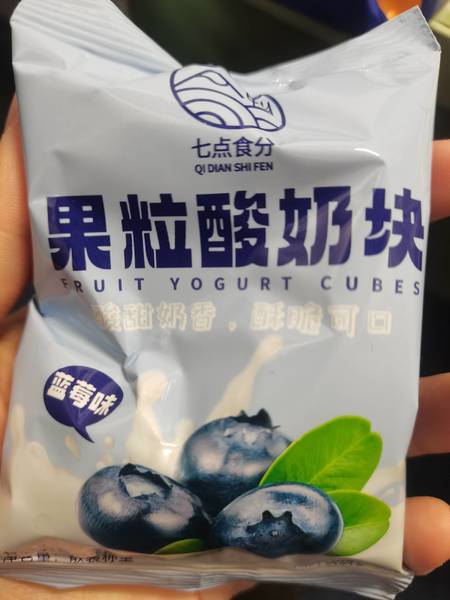 七点食分
QI DIAN SHI FEN
果粒酸奶块
FRUIT YOGURT CUBES
酸甜奶香，酥脆可口
蓝莓味